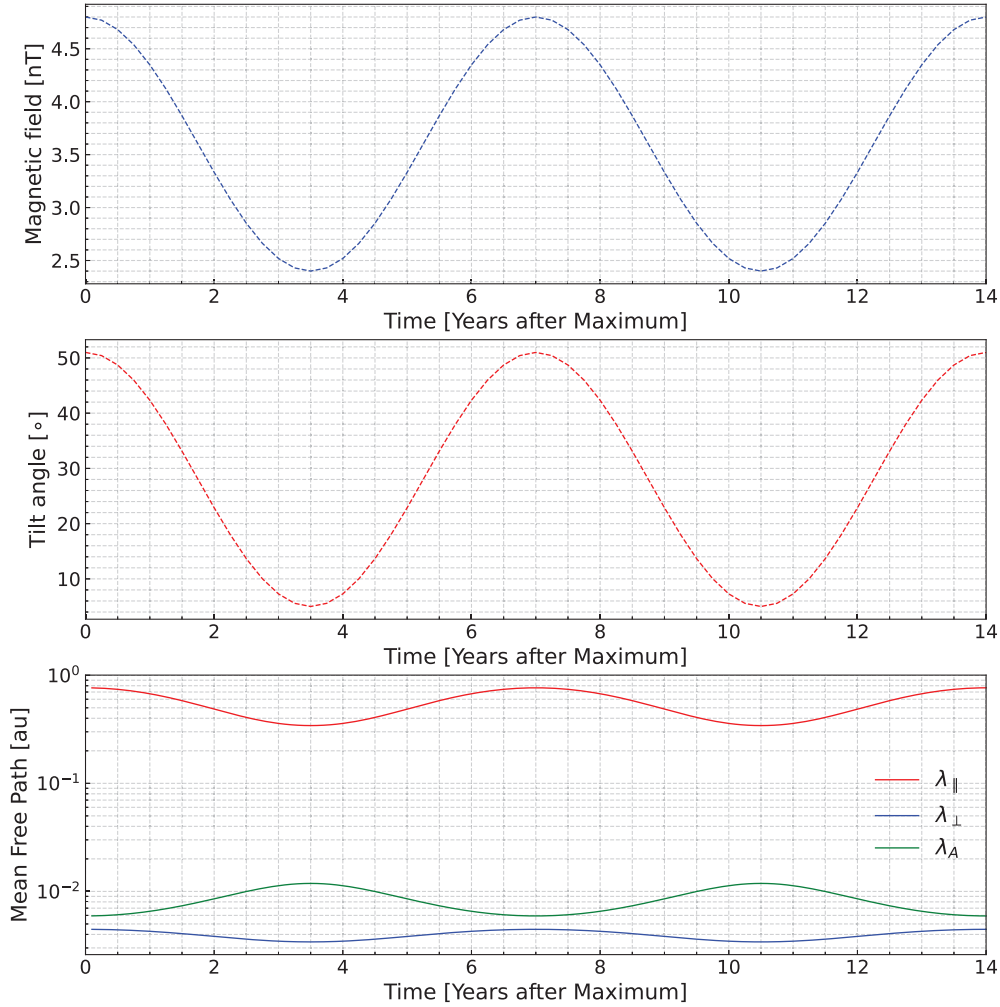 Magnetic field [nT]
4.5
4.0
3.5
3.0
2.5
0 2 4 6 8 10 12 14
Time [Years after Maximum]
Tilt angle [∘]
50
40
30
20
10
0 2 4 6 8 10 12 14
Time [Years after Maximum]
Mean Free Path [au]
10⁰
10⁻¹
10⁻²
λ∥
λ⊥
λA
0 2 4 6 8 10 12 14
Time [Years after Maximum]